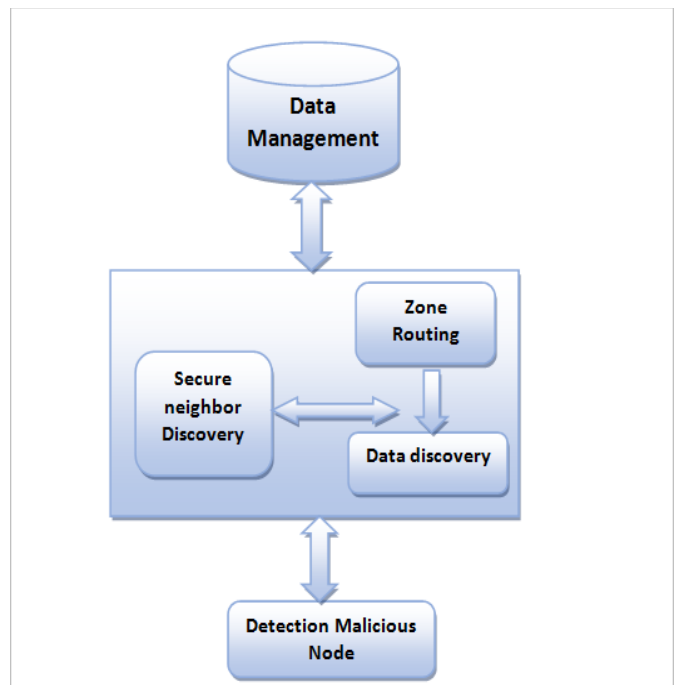 Data
Management
Zone
Routing
Secure
neighbor
Discovery
Data discovery
Detection Malicious
Node